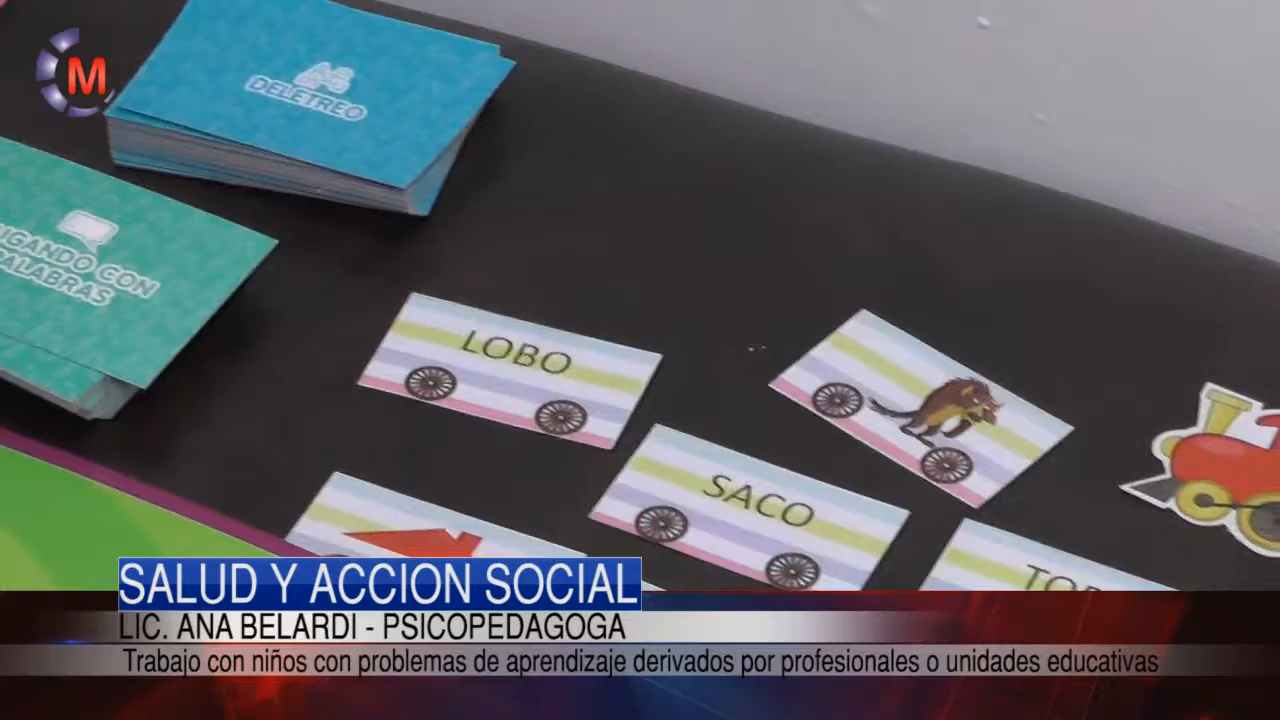 M
DELETREO
CON
PALABRAS
LOBO
SACO
SALUD Y ACCION SOCIAL
LIC. ANA BELARDI - PSICOPEDAGOGA
Trabajo con niños con problemas de aprendizaje derivados por profesionales o unidades educativas